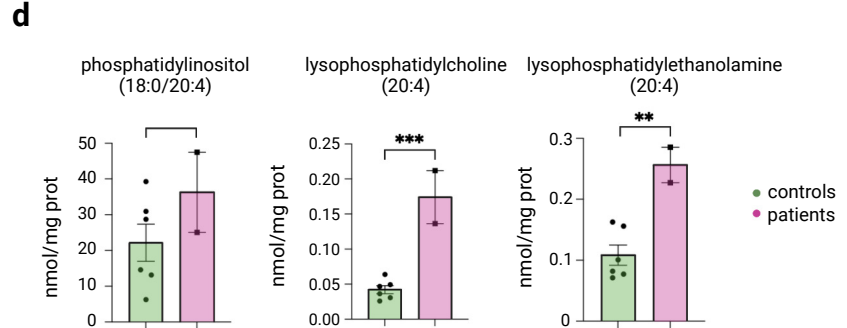 d
phosphatidylinositol
(18:0/20:4)
nmol/mg prot
50
40
30
20
10
0
lysophosphatidylcholine
(20:4)
nmol/mg prot
***
0.25
0.20
0.15
0.10
0.05
0.00
lysophosphatidylethanolamine
(20:4)
nmol/mg prot
**
0.3
0.2
0.1
0
controls
patients